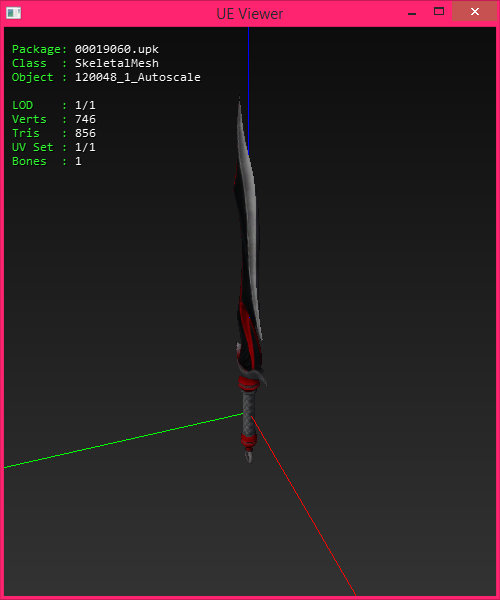 UE Viewer
Package: 00019060.upk
Class  : SkeletalMesh
Object : 120048_1_Autoscale
LOD    : 1/1
Verts  : 746
Tris   : 856
UV Set : 1/1
Bones  : 1